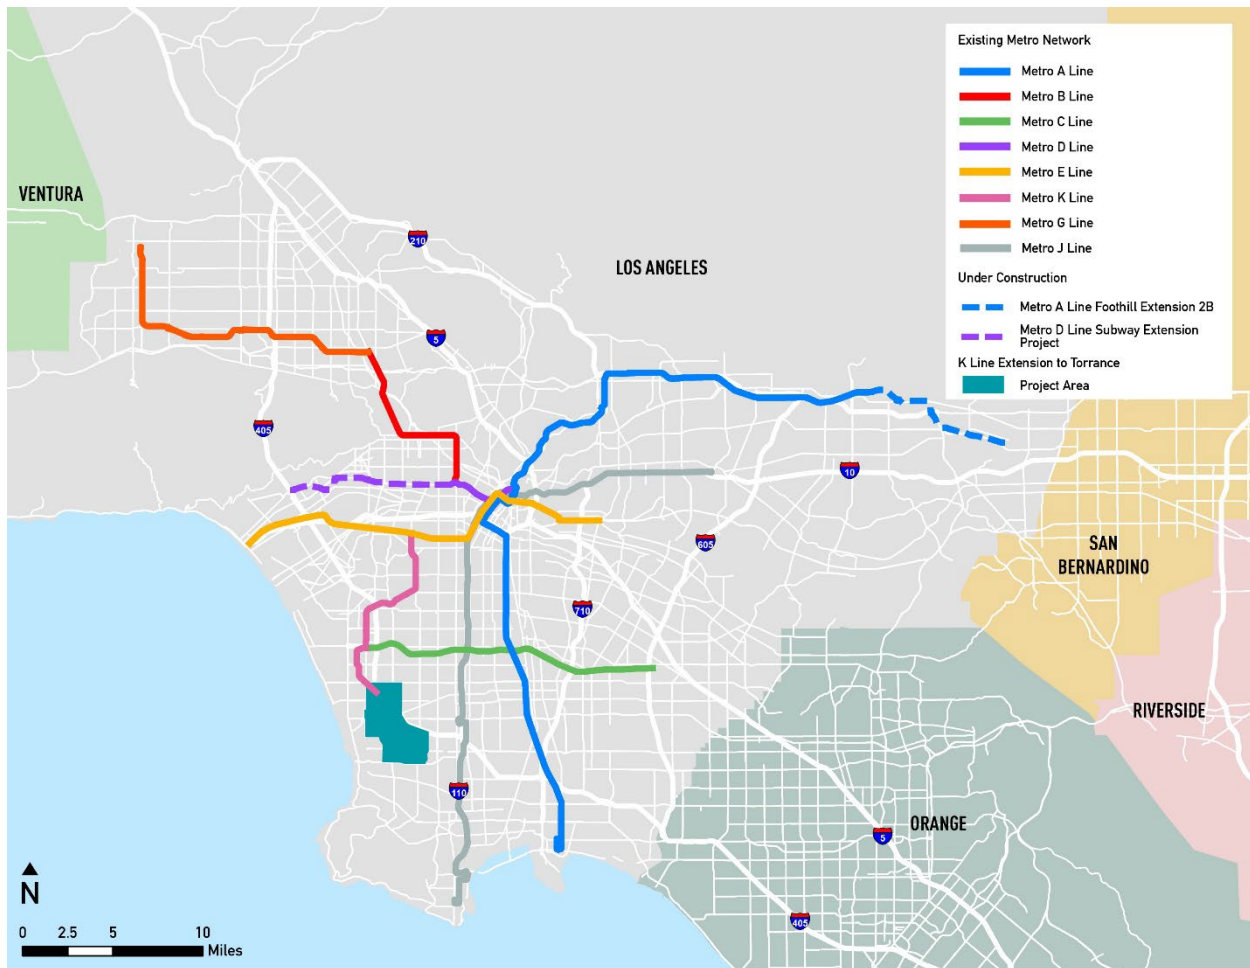 Existing Metro Network
Metro A Line
Metro B Line
Metro C Line
Metro D Line
Metro E Line
Metro K Line
Metro G Line
Metro J Line
Under Construction
Metro A Line Foothill Extension 2B
Metro D Line Subway Extension
Project
K Line Extension to Torrance
Project Area
VENTURA
210
LOS ANGELES
5
405
10
605
SAN
BERNARDINO
710
RIVERSIDE
110
ORANGE
5
405
N
0 2.5 5 10
Miles